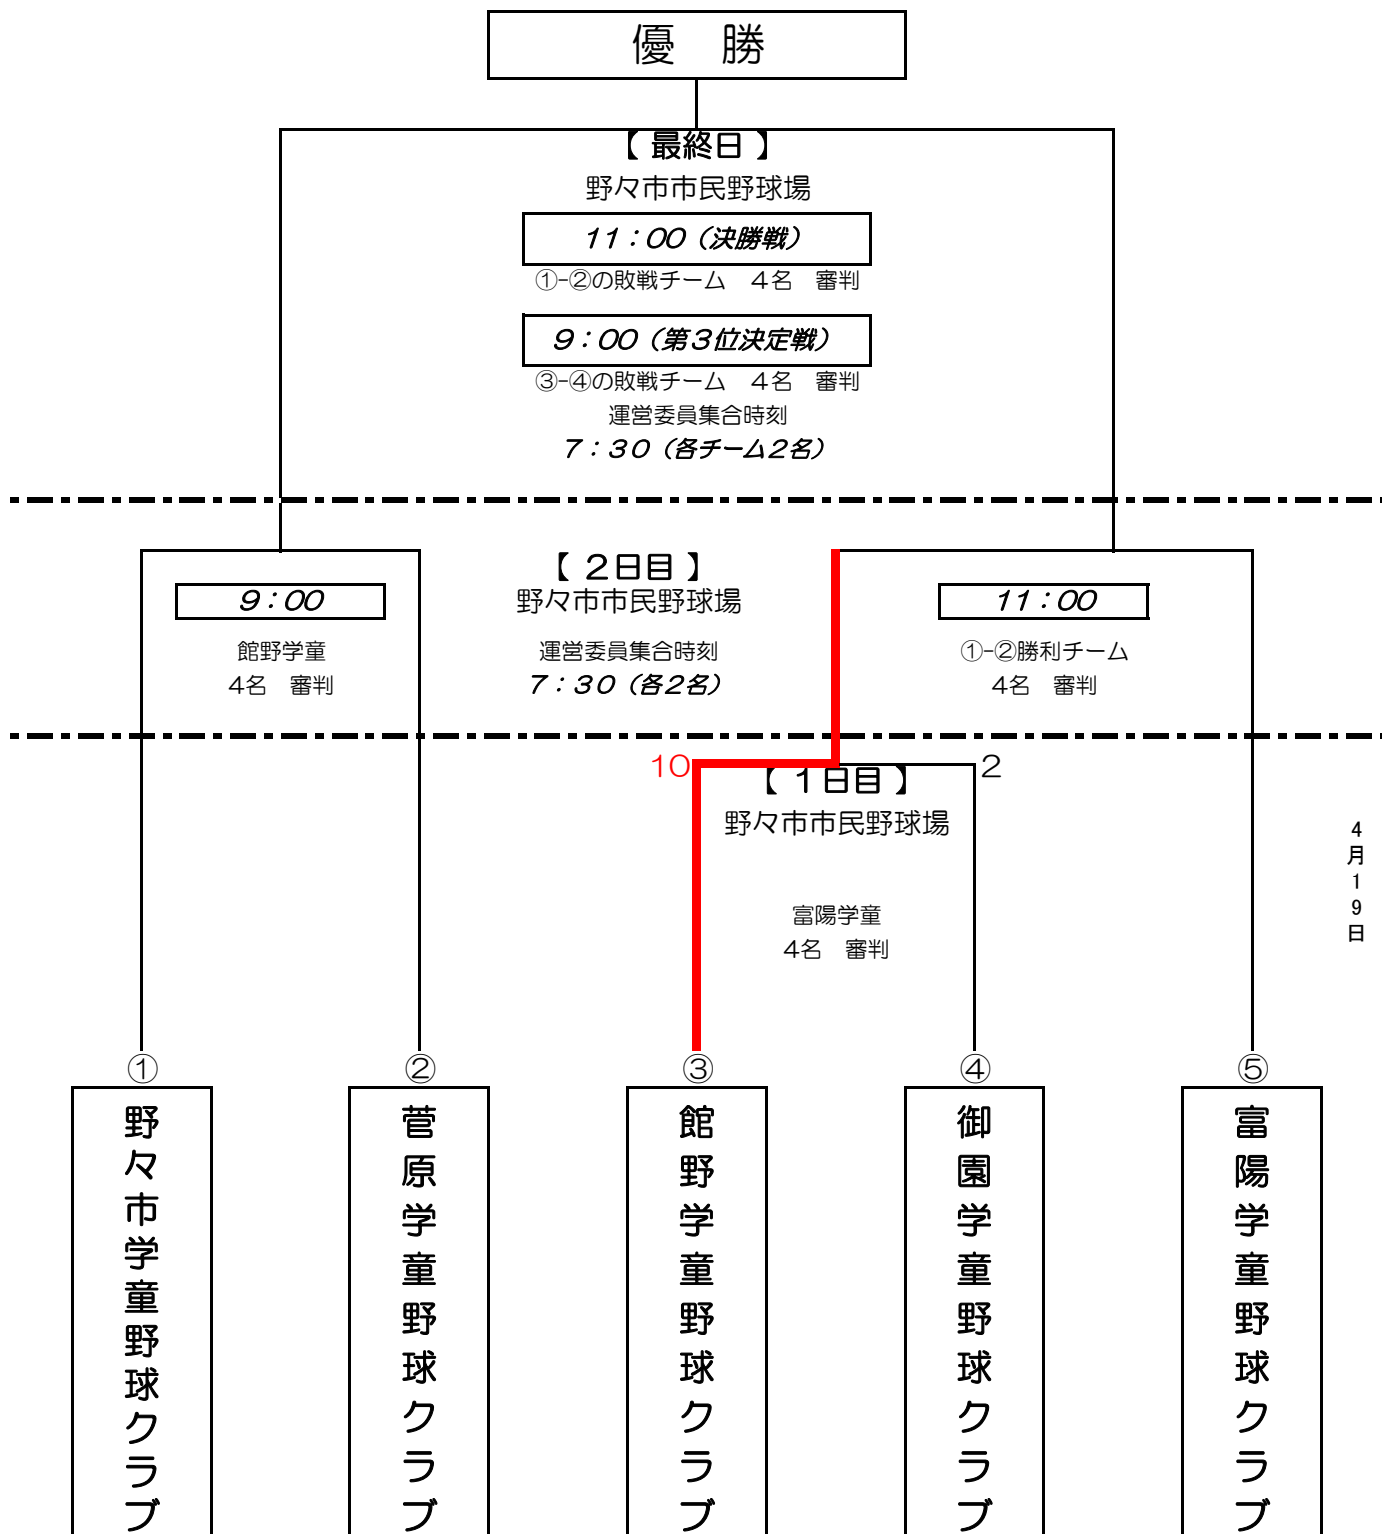 優　勝
【 最終日 】
野々市市民野球場
11：00（決勝戦）
①-②の敗戦チーム　4名　審判
9：00（第3位決定戦）
③-④の敗戦チーム　4名　審判
運営委員集合時刻
7：30（各チーム2名）
【 2日目 】
野々市市民野球場
運営委員集合時刻
7：30（各2名）
9：00
館野学童
4名　審判
11：00
①-②勝利チーム
4名　審判
10
2
【 1日目 】
野々市市民野球場
富陽学童
4名　審判
4月19日
①
②
③
④
⑤
野々市学童野球クラブ
菅原学童野球クラブ
館野学童野球クラブ
御園学童野球クラブ
富陽学童野球クラブ